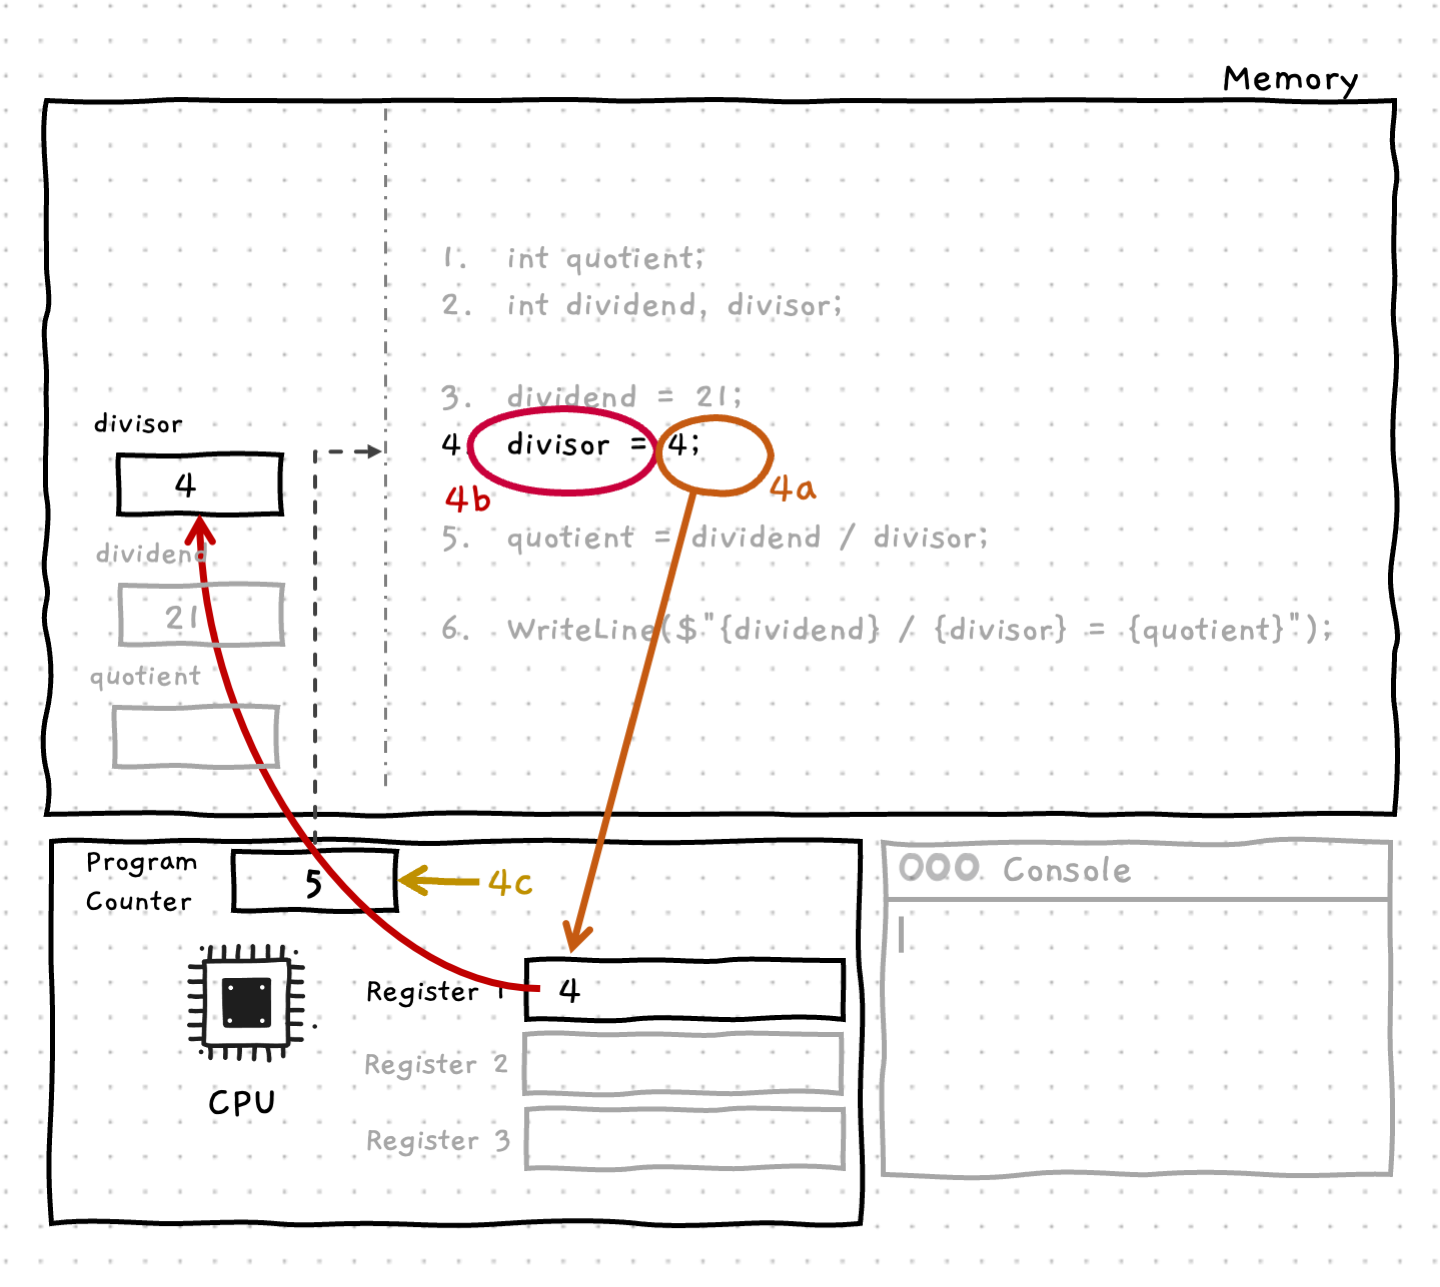 Memory
1. int quotient;
2. int dividend, divisor;
3. dividend = 21;
4. divisor = 4;
4b
4a
5. quotient = dividend / divisor;
6. WriteLine($"{dividend} / {divisor} = {quotient}");
divisor
4
dividend
21
quotient
Program
Counter
5
4c
CPU
Register 1
4
Register 2
Register 3
Console